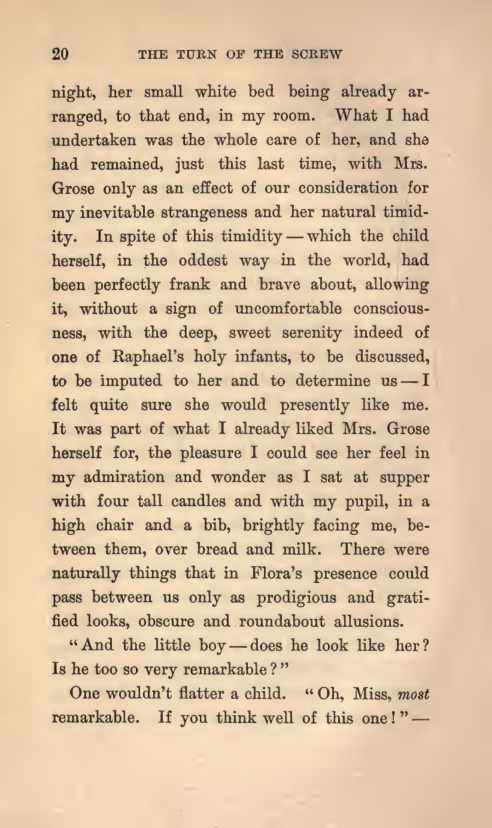 20 THE TURN OF THE SCREW
night, her small white bed being already ar-
ranged, to that end, in my room. What I had
undertaken was the whole care of her, and she
had remained, just this last time, with Mrs.
Grose only as an effect of our consideration for
my inevitable strangeness and her natural timid-
ity. In spite of this timidity — which the child
herself, in the oddest way in the world, had
been perfectly frank and brave about, allowing
it, without a sign of uncomfortable conscious-
ness, with the deep, sweet serenity indeed of
one of Raphael's holy infants, to be discussed,
to be imputed to her and to determine us — I
felt quite sure she would presently like me.
It was part of what I already liked Mrs. Grose
herself for, the pleasure I could see her feel in
my admiration and wonder as I sat at supper
with four tall candles and with my pupil, in a
high chair and a bib, brightly facing me, be-
tween them, over bread and milk. There were
naturally things that in Flora's presence could
pass between us only as prodigious and grati-
fied looks, obscure and roundabout allusions.
"And the little boy — does he look like her?
Is he too so very remarkable?"
One wouldn't flatter a child. "Oh, Miss, most
remarkable. If you think well of this one!" —